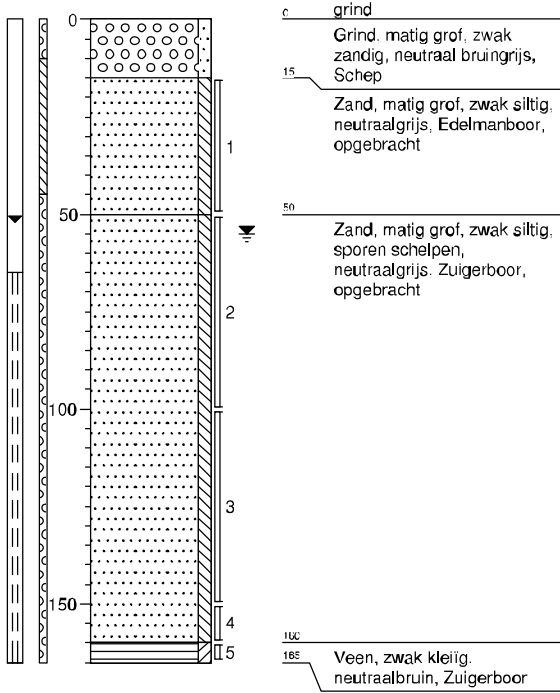 0
50
100
150
1
2
3
4
5
0 grind
Grind, matig grof, zwak
zandig, neutraal bruingrijs,
Schep
15
Zand, matig grof, zwak siltig,
neutraalgrijs, Edelmanboor,
opgebracht
50
Zand, matig grof, zwak siltig,
sporen schelpen,
neutraalgrijs. Zuigerboor,
opgebracht
160
165 Veen, zwak kleiïg.
neutraalbruin, Zuigerboor